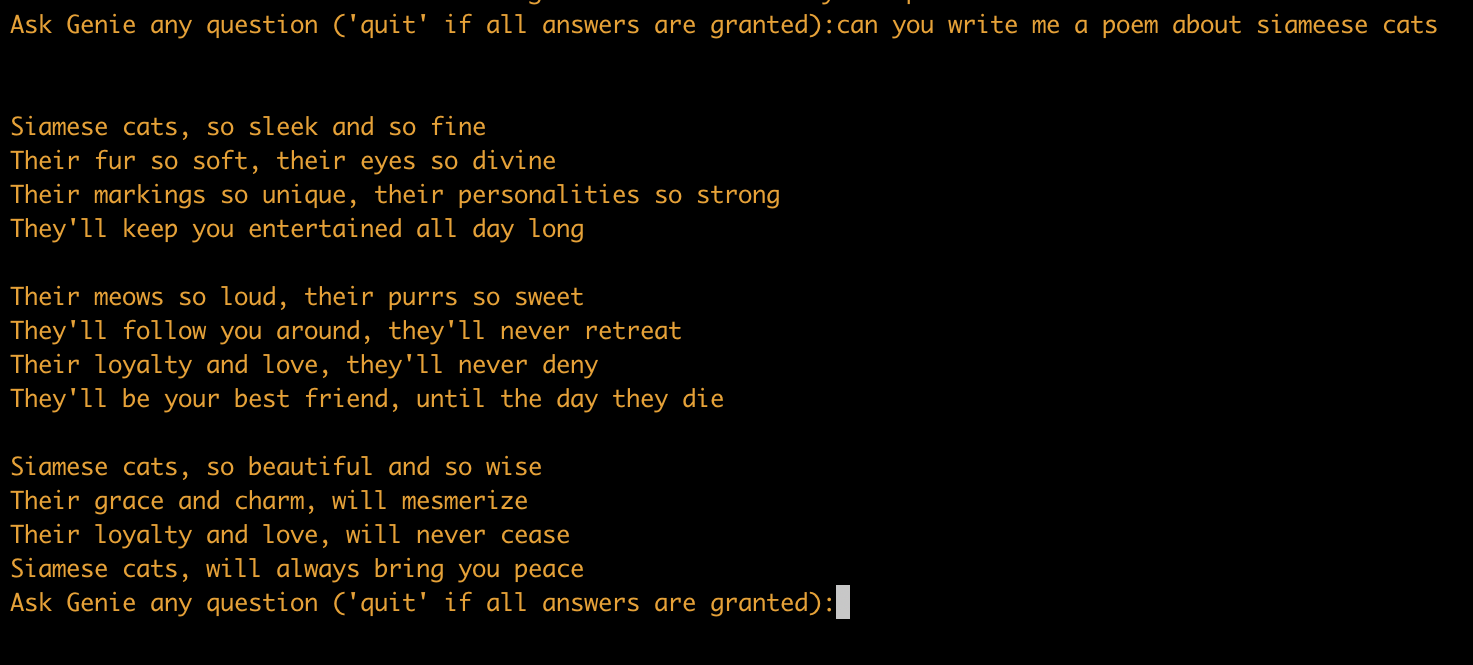 Ask Genie any question ('quit' if all answers are granted):can you write me a poem about siameese cats
Siamese cats, so sleek and so fine
Their fur so soft, their eyes so divine
Their markings so unique, their personalities so strong
They'll keep you entertained all day long
Their meows so loud, their purrs so sweet
They'll follow you around, they'll never retreat
Their loyalty and love, they'll never deny
They'll be your best friend, until the day they die
Siamese cats, so beautiful and so wise
Their grace and charm, will mesmerize
Their loyalty and love, will never cease
Siamese cats, will always bring you peace
Ask Genie any question ('quit' if all answers are granted):